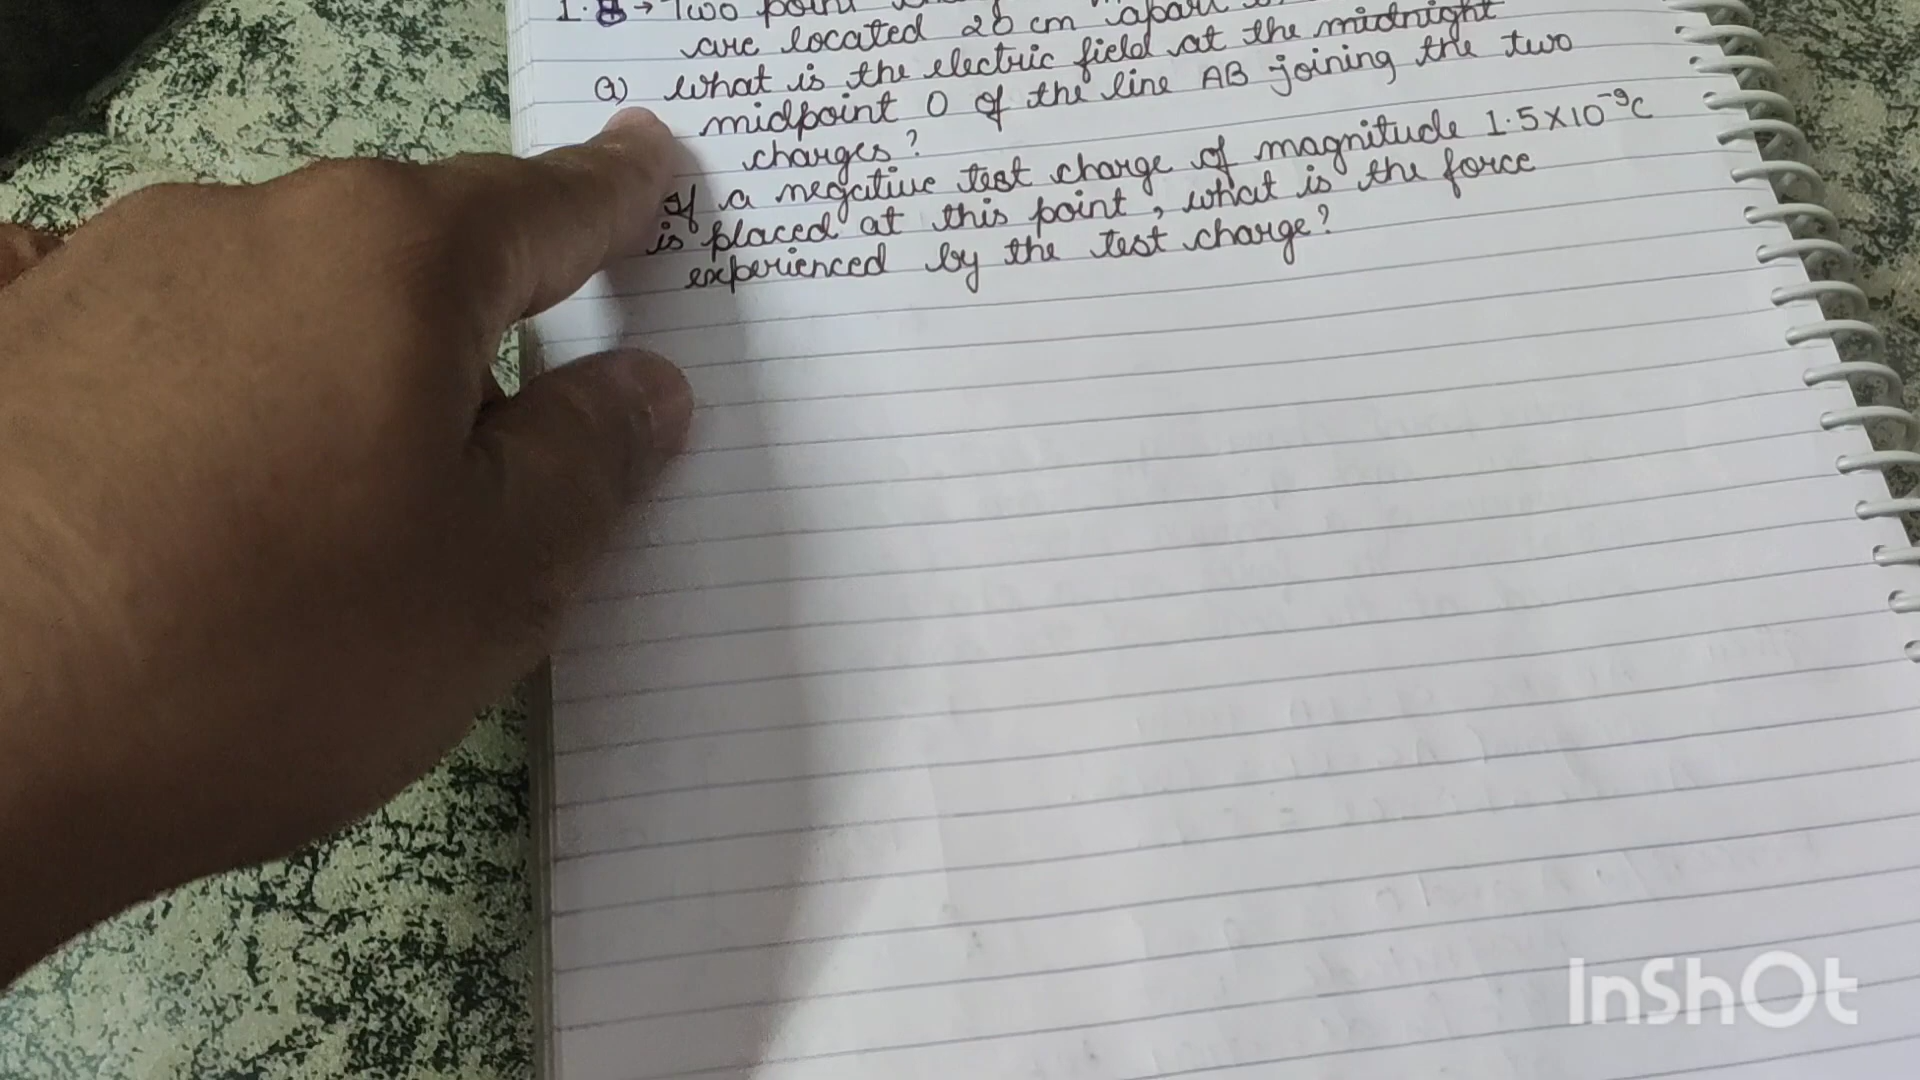 1.8 → Two point
are located 20 cm apart
a) what is the electric field at the midnight
midpoint O of the line AB joining the two
charges?
If a negative test charge of magnitude 1.5×10⁻⁹C
is placed at this point, what is the force
experienced by the test charge?
InShOt